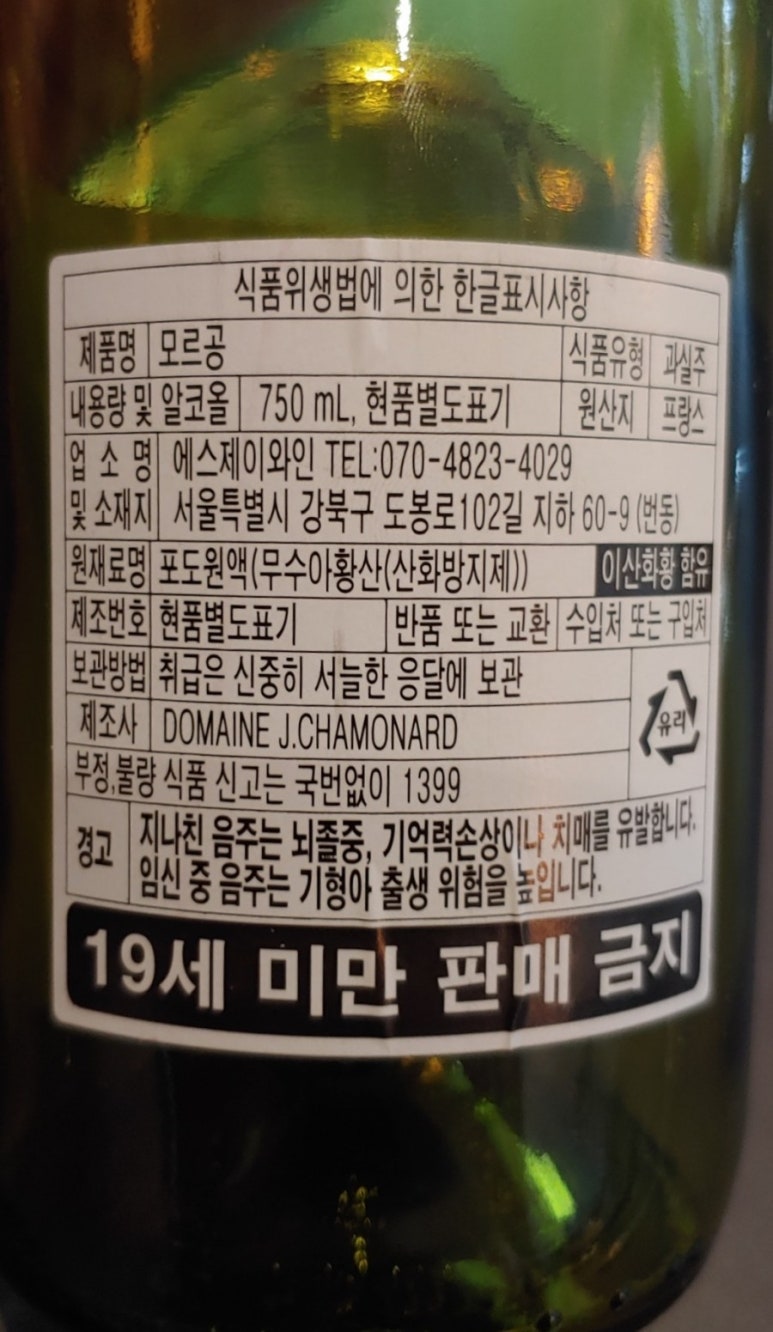 식품위생법에 의한 한글표시사항
제품명 모르공 식품유형 과실주
내용량 및 알코올 750 mL, 현품별도표기 원산지 프랑스
업 소 명 에스제이와인 TEL:070-4823-4029
및 소재지 서울특별시 강북구 도봉로102길 지하 60-9 (번동)
원재료명 포도원액(무수아황산(산화방지제)) 이산화황 함유
제조번호 현품별도표기 반품 또는 교환 수입처 또는 구입처
보관방법 취급은 신중히 서늘한 응달에 보관
유리
제조사 DOMAINE J.CHAMONARD
부정,불량 식품 신고는 국번없이 1399
경고 지나친 음주는 뇌졸중, 기억력손상이나 치매를 유발합니다.
임신 중 음주는 기형아 출생 위험을 높입니다.
19세 미만 판매 금지